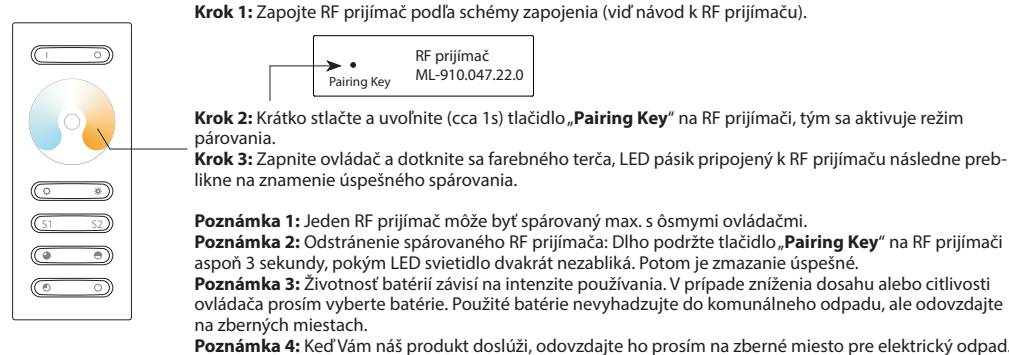 Krok 1: Zapojte RF prijímač podľa schémy zapojenia (viď návod k RF prijímaču).
I O
RF prijímač
ML-910.047.22.0
Pairing Key
Krok 2: Krátko stlačte a uvoľnite (cca 1s) tlačidlo „Pairing Key“ na RF prijímači, tým sa aktivuje režim
párovania.
Krok 3: Zapnite ovládač a dotknite sa farebného terča, LED pásik pripojený k RF prijímaču následne preb-
likne na znamenie úspešného spárovania.
S1 S2
Poznámka 1: Jeden RF prijímač môže byť spárovaný max. s ôsmymi ovládačmi.
Poznámka 2: Odstránenie spárovaného RF prijímača: Dlho podržte tlačidlo „Pairing Key“ na RF prijímači
aspoň 3 sekundy, pokým LED svietidlo dvakrát nezabliká. Potom je zmazanie úspešné.
Poznámka 3: Životnosť batérií závisí na intenzite používania. V prípade zníženia dosahu alebo citlivosti
ovládača prosím vyberte batérie. Použité batérie nevyhadzujte do komunálneho odpadu, ale odovzdajte
na zberných miestach.
Poznámka 4: Keď Vám náš produkt doslúži, odovzdajte ho prosím na zberné miesto pre elektrický odpad.